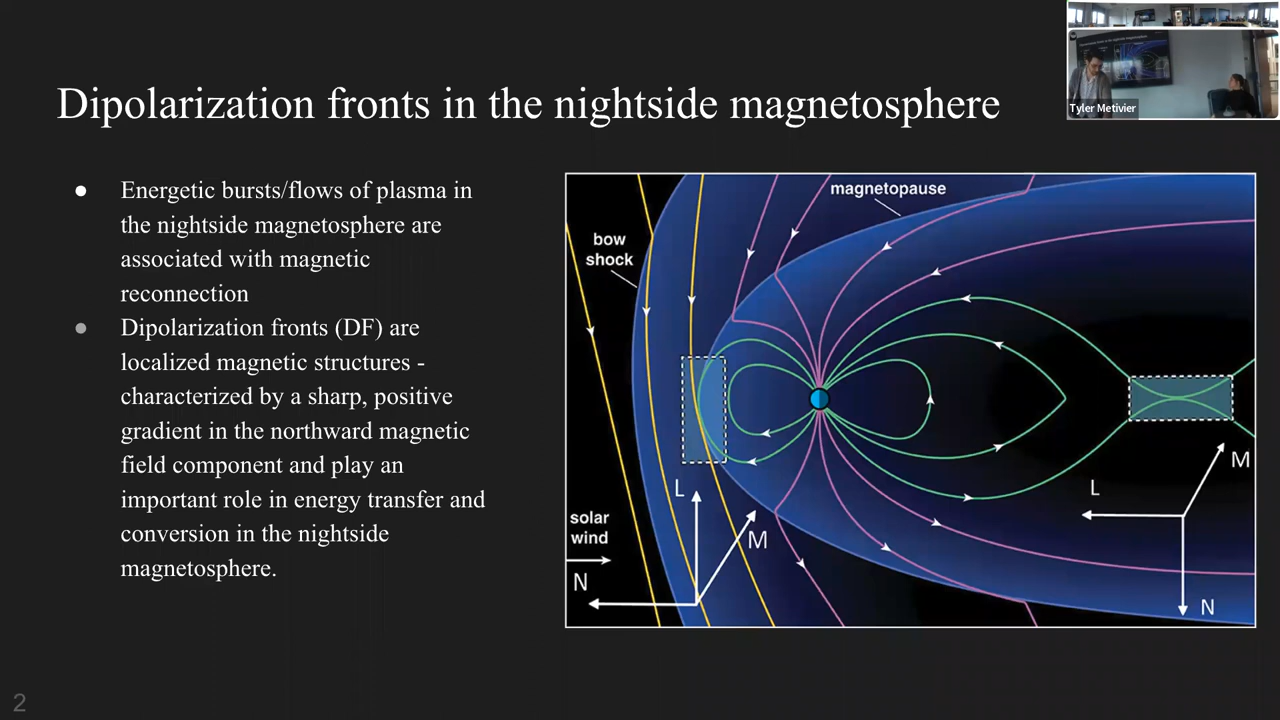 Dipolarization fronts in the nightside magnetosphere
Tyler Metivier
● Energetic bursts/flows of plasma in
the nightside magnetosphere are
associated with magnetic
reconnection
● Dipolarization fronts (DF) are
localized magnetic structures -
characterized by a sharp, positive
gradient in the northward magnetic
field component and play an
important role in energy transfer and
conversion in the nightside
magnetosphere.
magnetopause
bow
shock
solar
wind
L
M
N
L
M
N
2